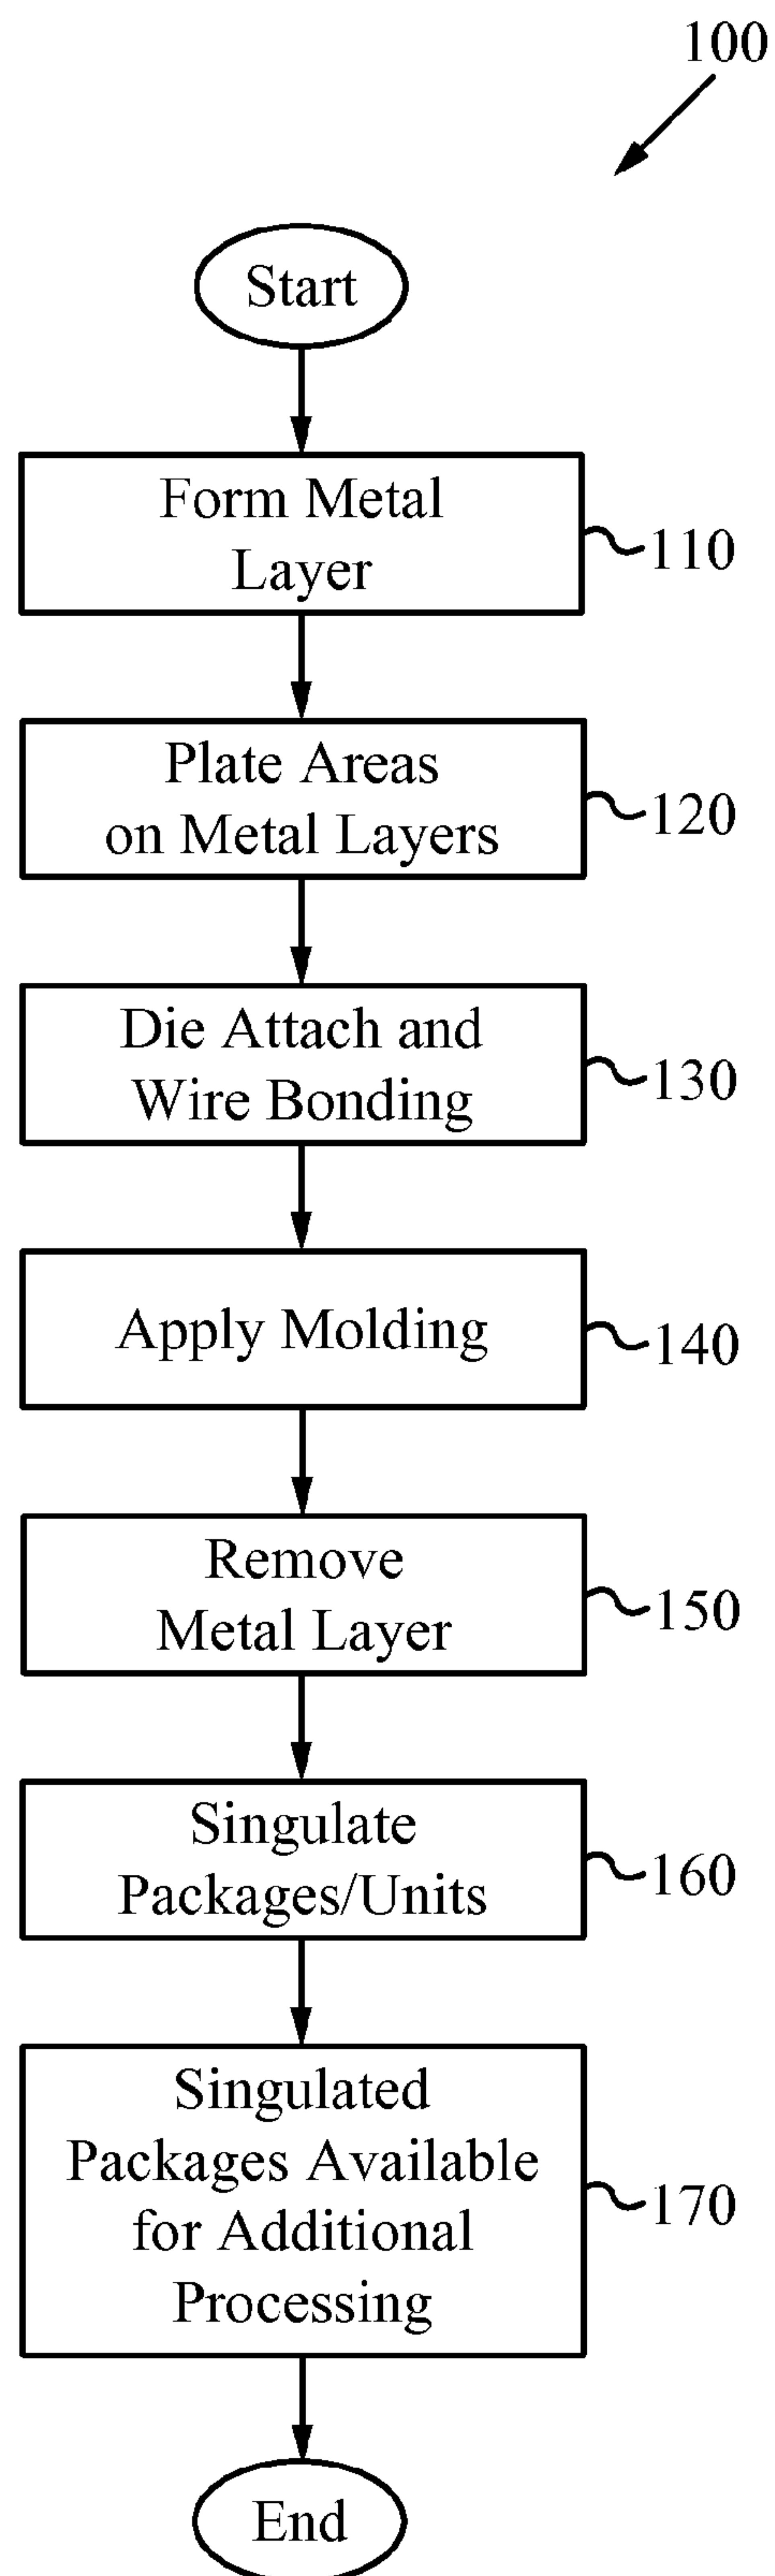 100
Start
Form Metal
Layer
110
Plate Areas
on Metal Layers
120
Die Attach and
Wire Bonding
130
Apply Molding
140
Remove
Metal Layer
150
Singulate
Packages/Units
160
Singulated
Packages Available
for Additional
Processing
170
End